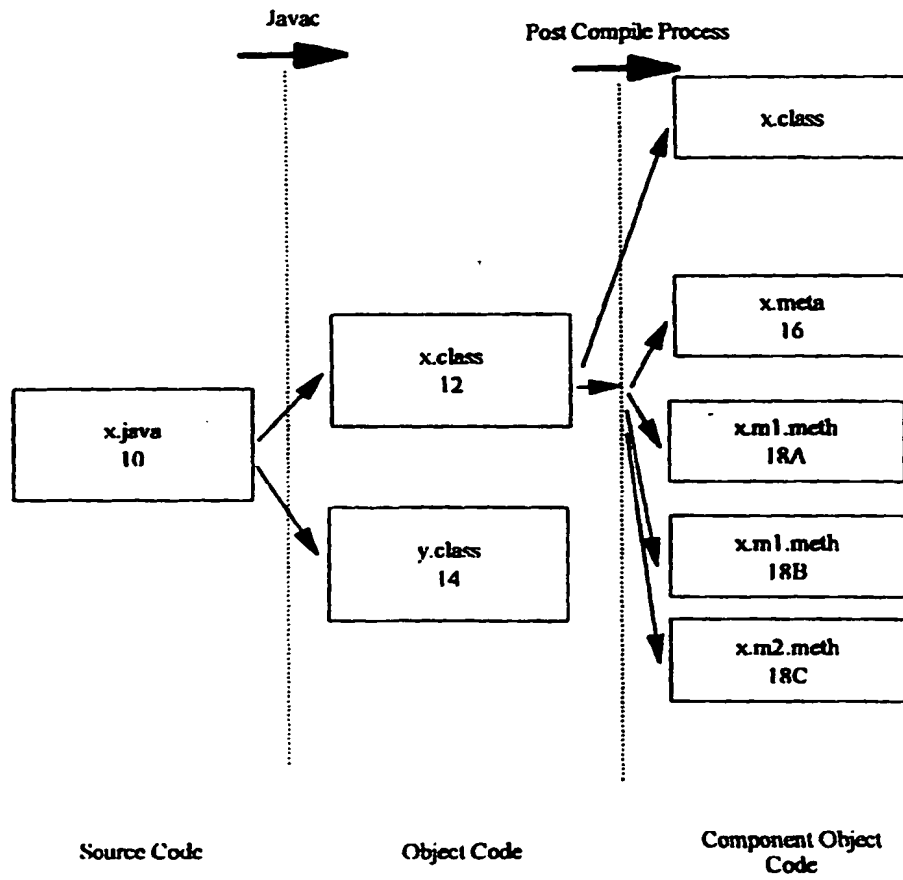 Javac
Post Compile Process
x.class
x.meta
16
x.class
12
x.java
10
x.m1.meth
18A
y.class
14
x.m1.meth
18B
x.m2.meth
18C
Source Code
Object Code
Component Object
Code